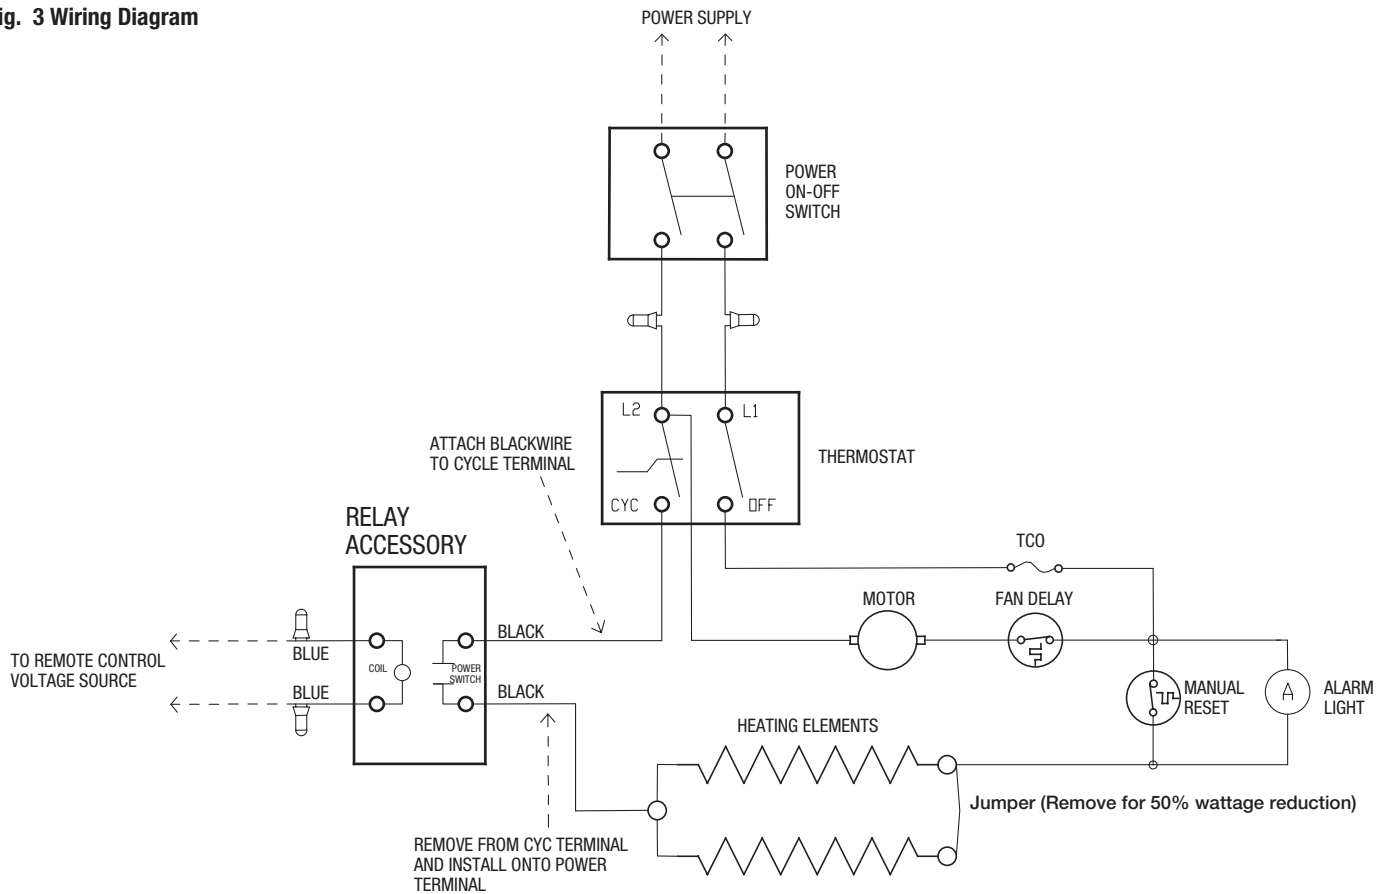 ig. 3 Wiring Diagram
POWER SUPPLY
POWER
ON-OFF
SWITCH
L2
L1
ATTACH BLACKWIRE
TO CYCLE TERMINAL
THERMOSTAT
CYC
OFF
RELAY
ACCESSORY
TCO
MOTOR
FAN DELAY
BLACK
BLUE
TO REMOTE CONTROL
VOLTAGE SOURCE
COIL
POWER
SWITCH
BLUE
BLACK
MANUAL
RESET
A
ALARM
LIGHT
HEATING ELEMENTS
Jumper (Remove for 50% wattage reduction)
REMOVE FROM CYC TERMINAL
AND INSTALL ONTO POWER
TERMINAL